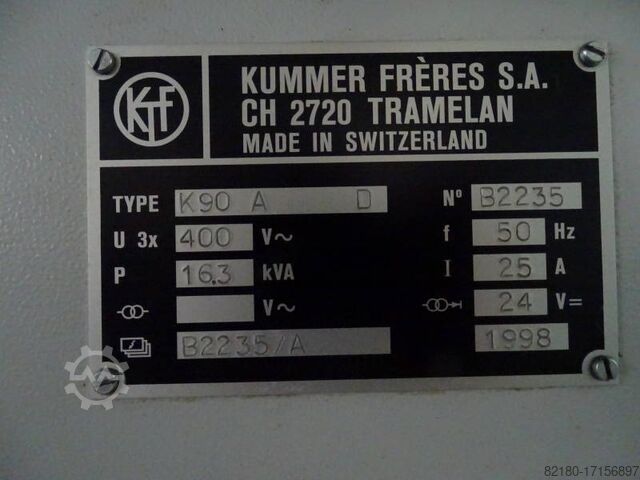 KF
KUMMER FRÈRES S.A.
CH 2720 TRAMELAN
MADE IN SWITZERLAND
TYPE K90 A D Nº B2235
U 3x 400 V~ f 50 Hz
P 16.3 kVA I 25 A
V~ 24 V=
B2235/A 1998
82180-17156897